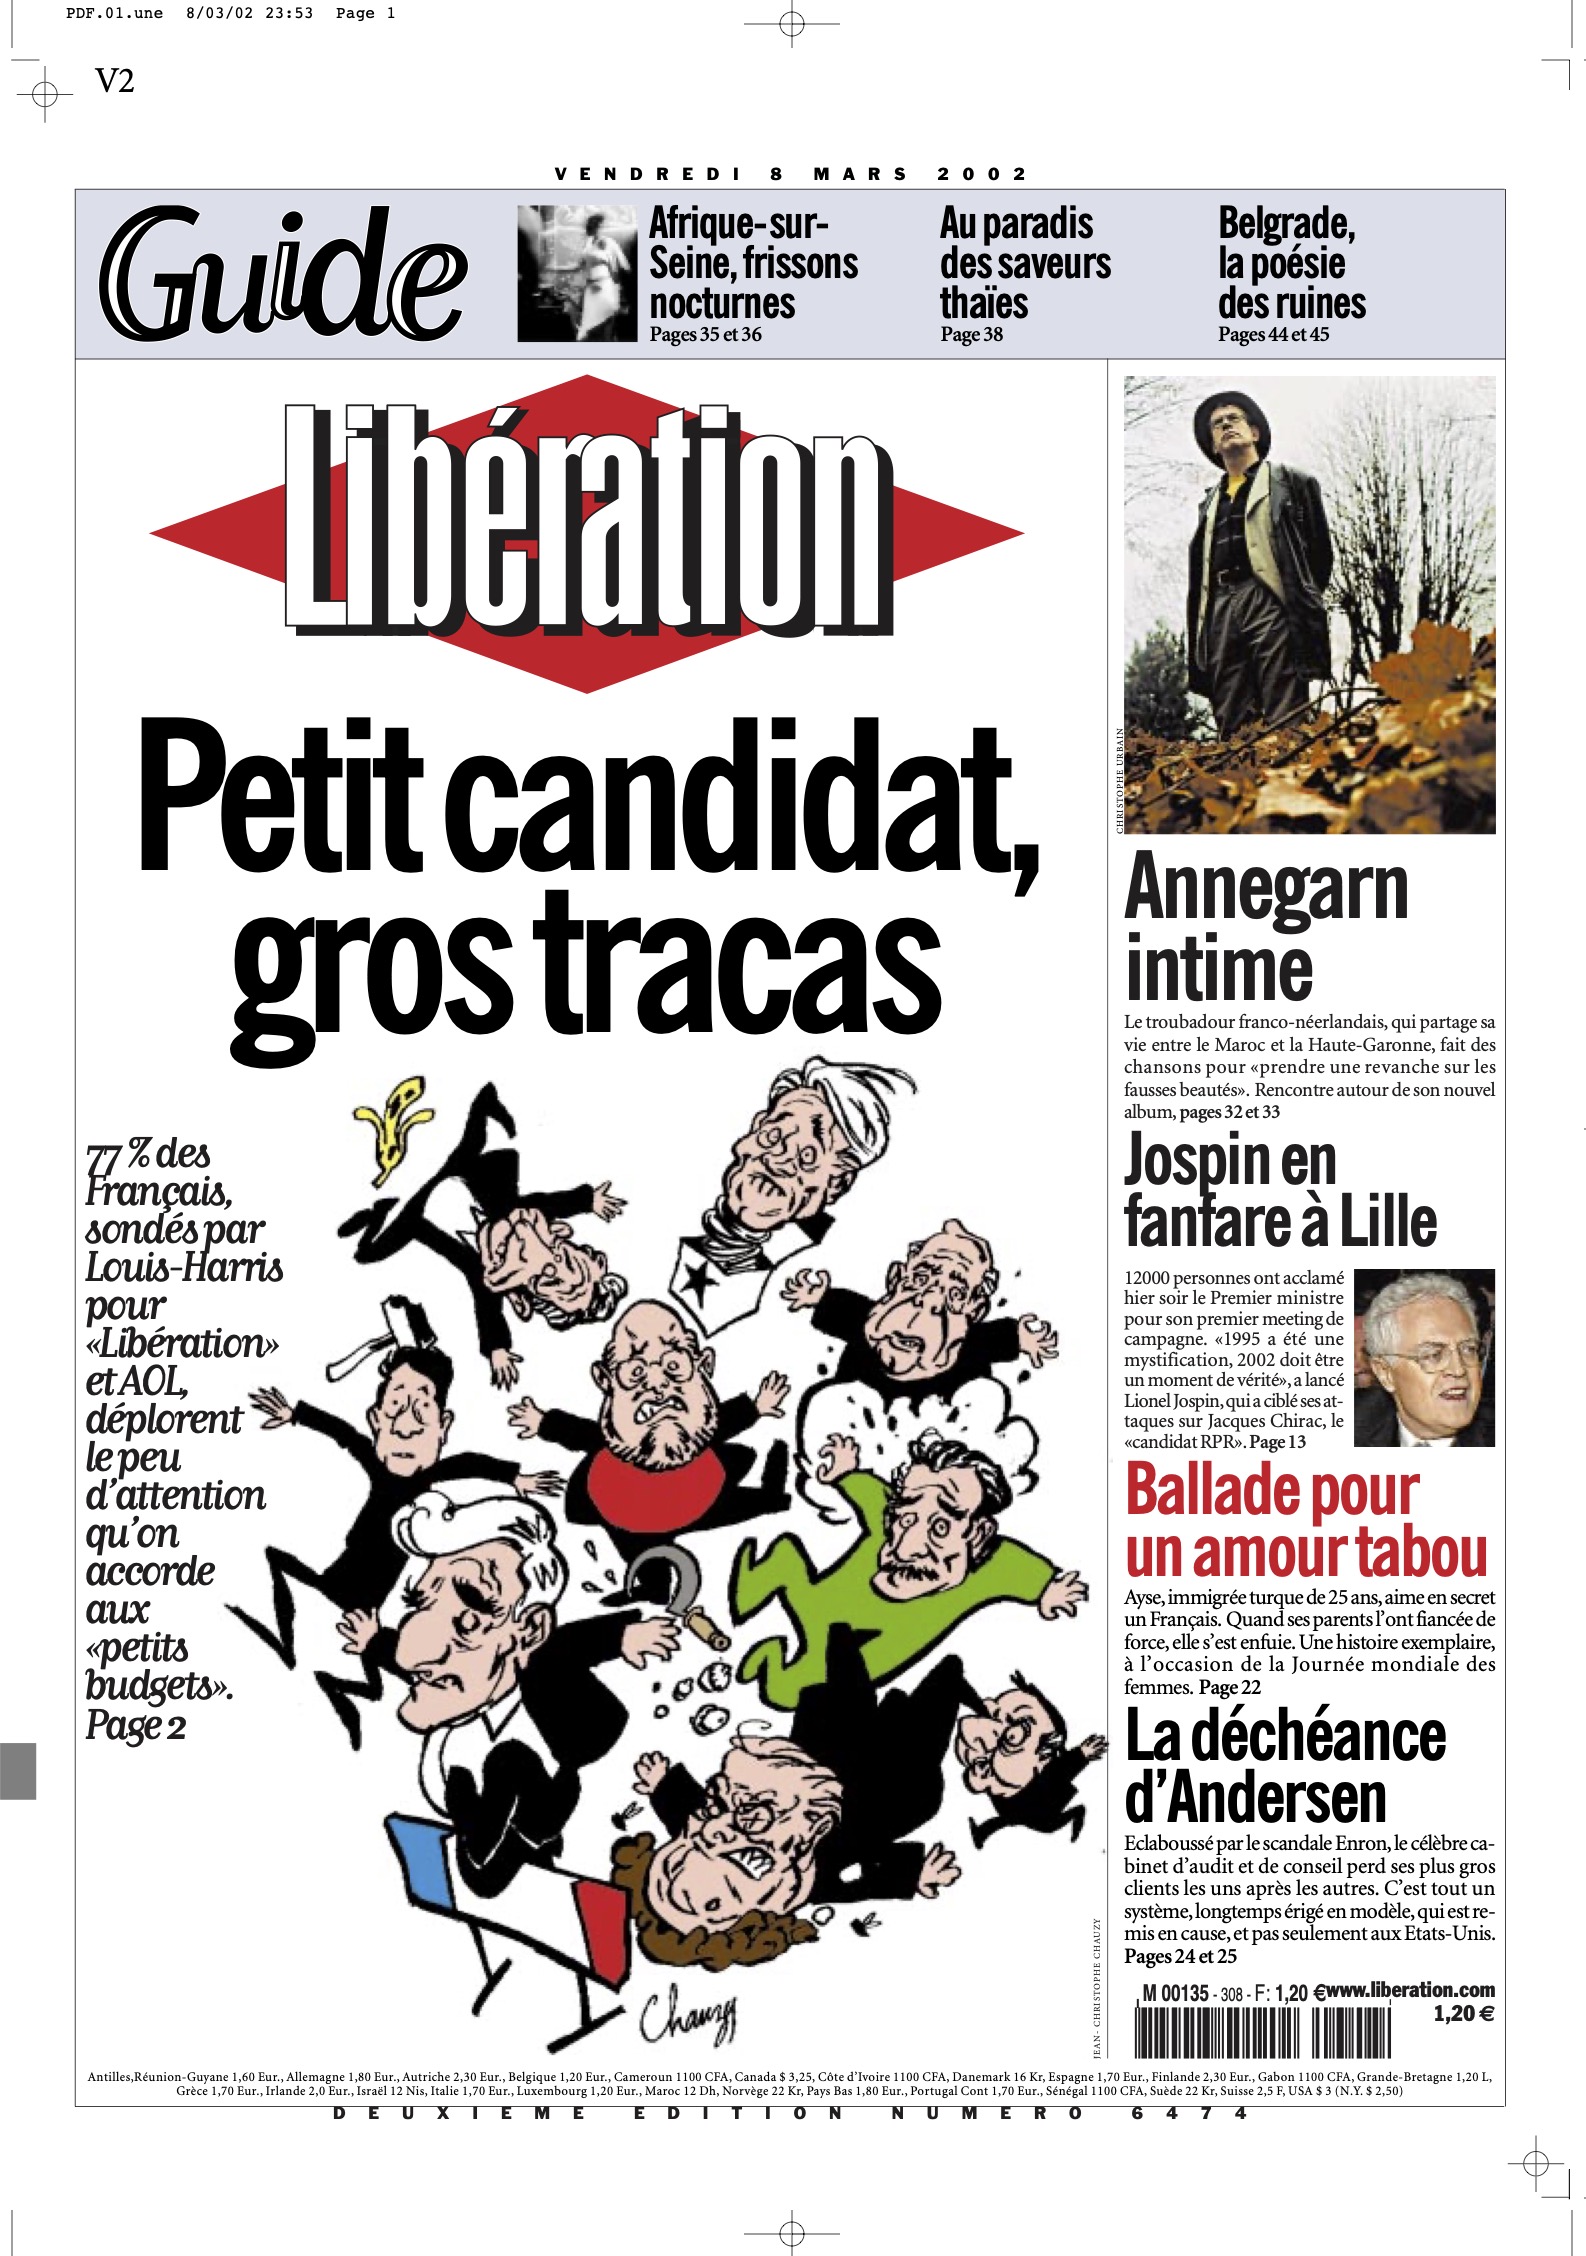 PDF.01.une 8/03/02 23:53 Page 1
V2
VENDREDI 8 MARS 2002
Guide
Afrique-sur-
Seine, frissons
nocturnes
Pages 35 et 36
Au paradis
des saveurs
thaïes
Page 38
Belgrade,
la poésie
des ruines
Pages 44 et 45
Libération
Petit candidat,
gros tracas
77 % des
Français,
sondés par
Louis-Harris
pour
«Libération»
et AOL,
déplorent
le peu
d'attention
qu'on
accorde
aux
«petits
budgets».
Page 2
Chauzy
JEAN-CHRISTOPHE CHAUZY
CHRISTOPHE URBAIN
Annegarn
intime
Le troubadour franco-néerlandais, qui partage sa
vie entre le Maroc et la Haute-Garonne, fait des
chansons pour «prendre une revanche sur les
fausses beautés». Rencontre autour de son nouvel
album, pages 32 et 33
Jospin en
fanfare à Lille
12000 personnes ont acclamé
hier soir le Premier ministre
pour son premier meeting de
campagne. «1995 a été une
mystification, 2002 doit être
un moment de vérité», a lancé
Lionel Jospin, qui a ciblé ses at-
taques sur Jacques Chirac, le
«candidat RPR». Page 13
Ballade pour
un amour tabou
Ayse, immigrée turque de 25 ans, aime en secret
un Français. Quand ses parents l'ont fiancée de
force, elle s'est enfuie. Une histoire exemplaire,
à l'occasion de la Journée mondiale des
femmes. Page 22
La déchéance
d'Andersen
Eclaboussé par le scandale Enron, le célèbre ca-
binet d'audit et de conseil perd ses plus gros
clients les uns après les autres. C'est tout un
système, longtemps érigé en modèle, qui est re-
mis en cause, et pas seulement aux Etats-Unis.
Pages 24 et 25
M 00135 - 308 - F: 1,20 €
www.liberation.com
1,20 €
Antilles,Réunion-Guyane 1,60 Eur., Allemagne 1,80 Eur., Autriche 2,30 Eur., Belgique 1,20 Eur., Cameroun 1100 CFA, Canada $ 3,25, Côte d'Ivoire 1100 CFA, Danemark 16 Kr, Espagne 1,70 Eur., Finlande 2,30 Eur., Gabon 1100 CFA, Grande-Bretagne 1,20 L,
Grèce 1,70 Eur., Irlande 2,0 Eur., Israël 12 Nis, Italie 1,70 Eur., Luxembourg 1,20 Eur., Maroc 12 Dh, Norvège 22 Kr, Pays Bas 1,80 Eur., Portugal Cont 1,70 Eur., Sénégal 1100 CFA, Suède 22 Kr, Suisse 2,5 F, USA $ 3 (N.Y. $ 2,50)
DEUXIEME EDITION NUMERO 6474